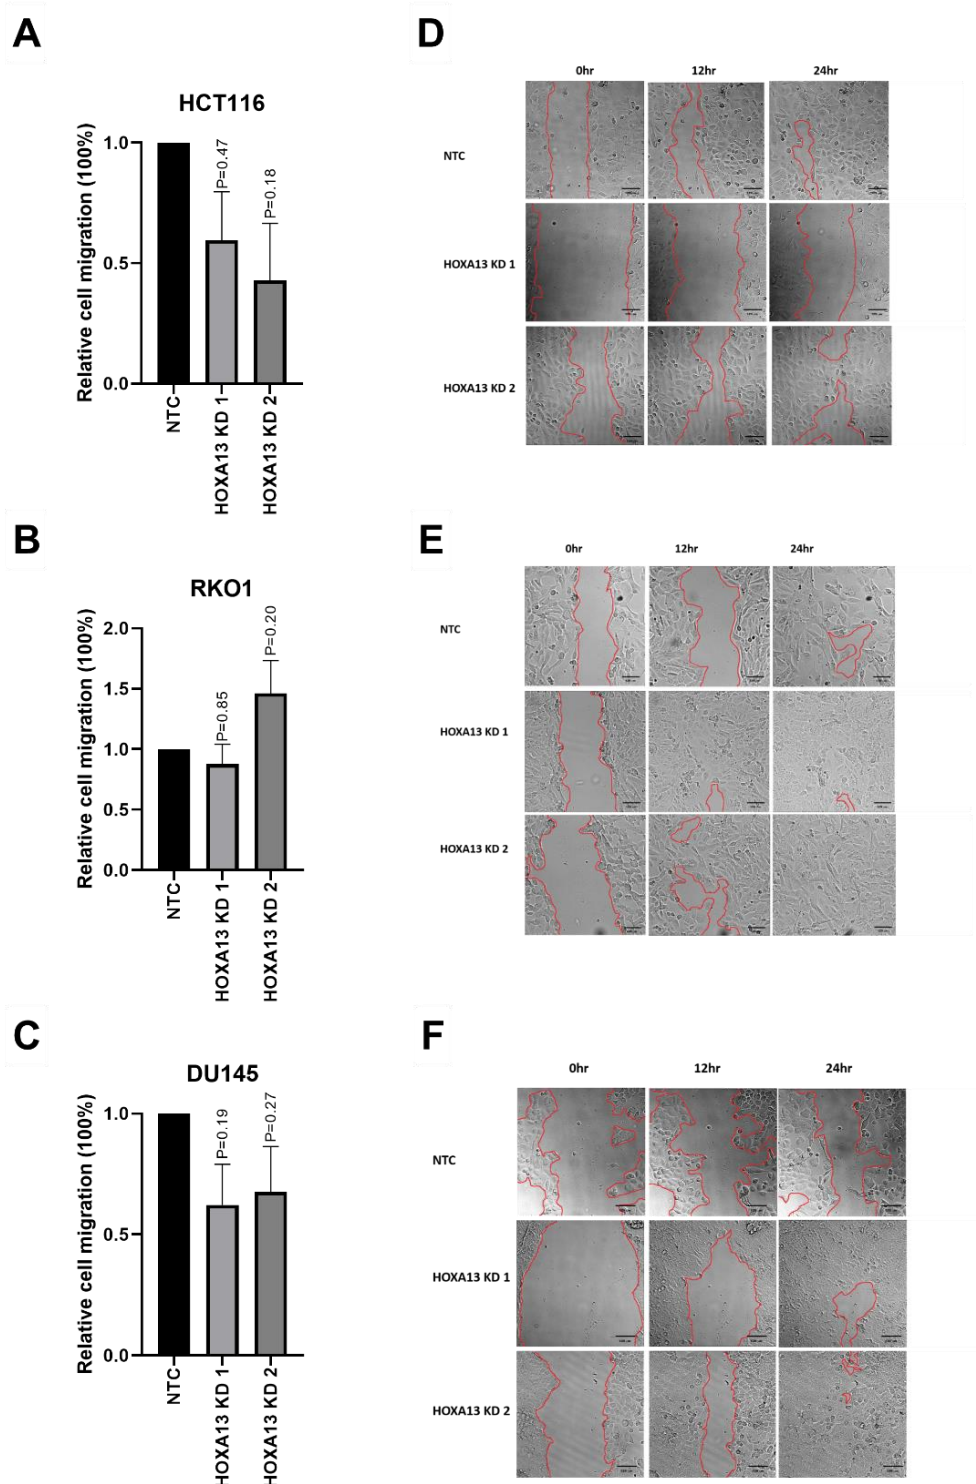 A
HCT116
Relative cell migration (100%)
1.0
0.5
0.0
P=0.47
P=0.18
NTC
HOXA13 KD 1
HOXA13 KD 2
D
0hr 12hr 24hr
NTC
HOXA13 KD 1
HOXA13 KD 2
B
RKO1
Relative cell migration (100%)
2.0
1.5
1.0
0.5
0.0
P=0.85
P=0.20
NTC
HOXA13 KD 1
HOXA13 KD 2
E
0hr 12hr 24hr
NTC
HOXA13 KD 1
HOXA13 KD 2
C
DU145
Relative cell migration (100%)
1.0
0.5
0.0
P=0.19
P=0.27
NTC
HOXA13 KD 1
HOXA13 KD 2
F
0hr 12hr 24hr
NTC
HOXA13 KD 1
HOXA13 KD 2